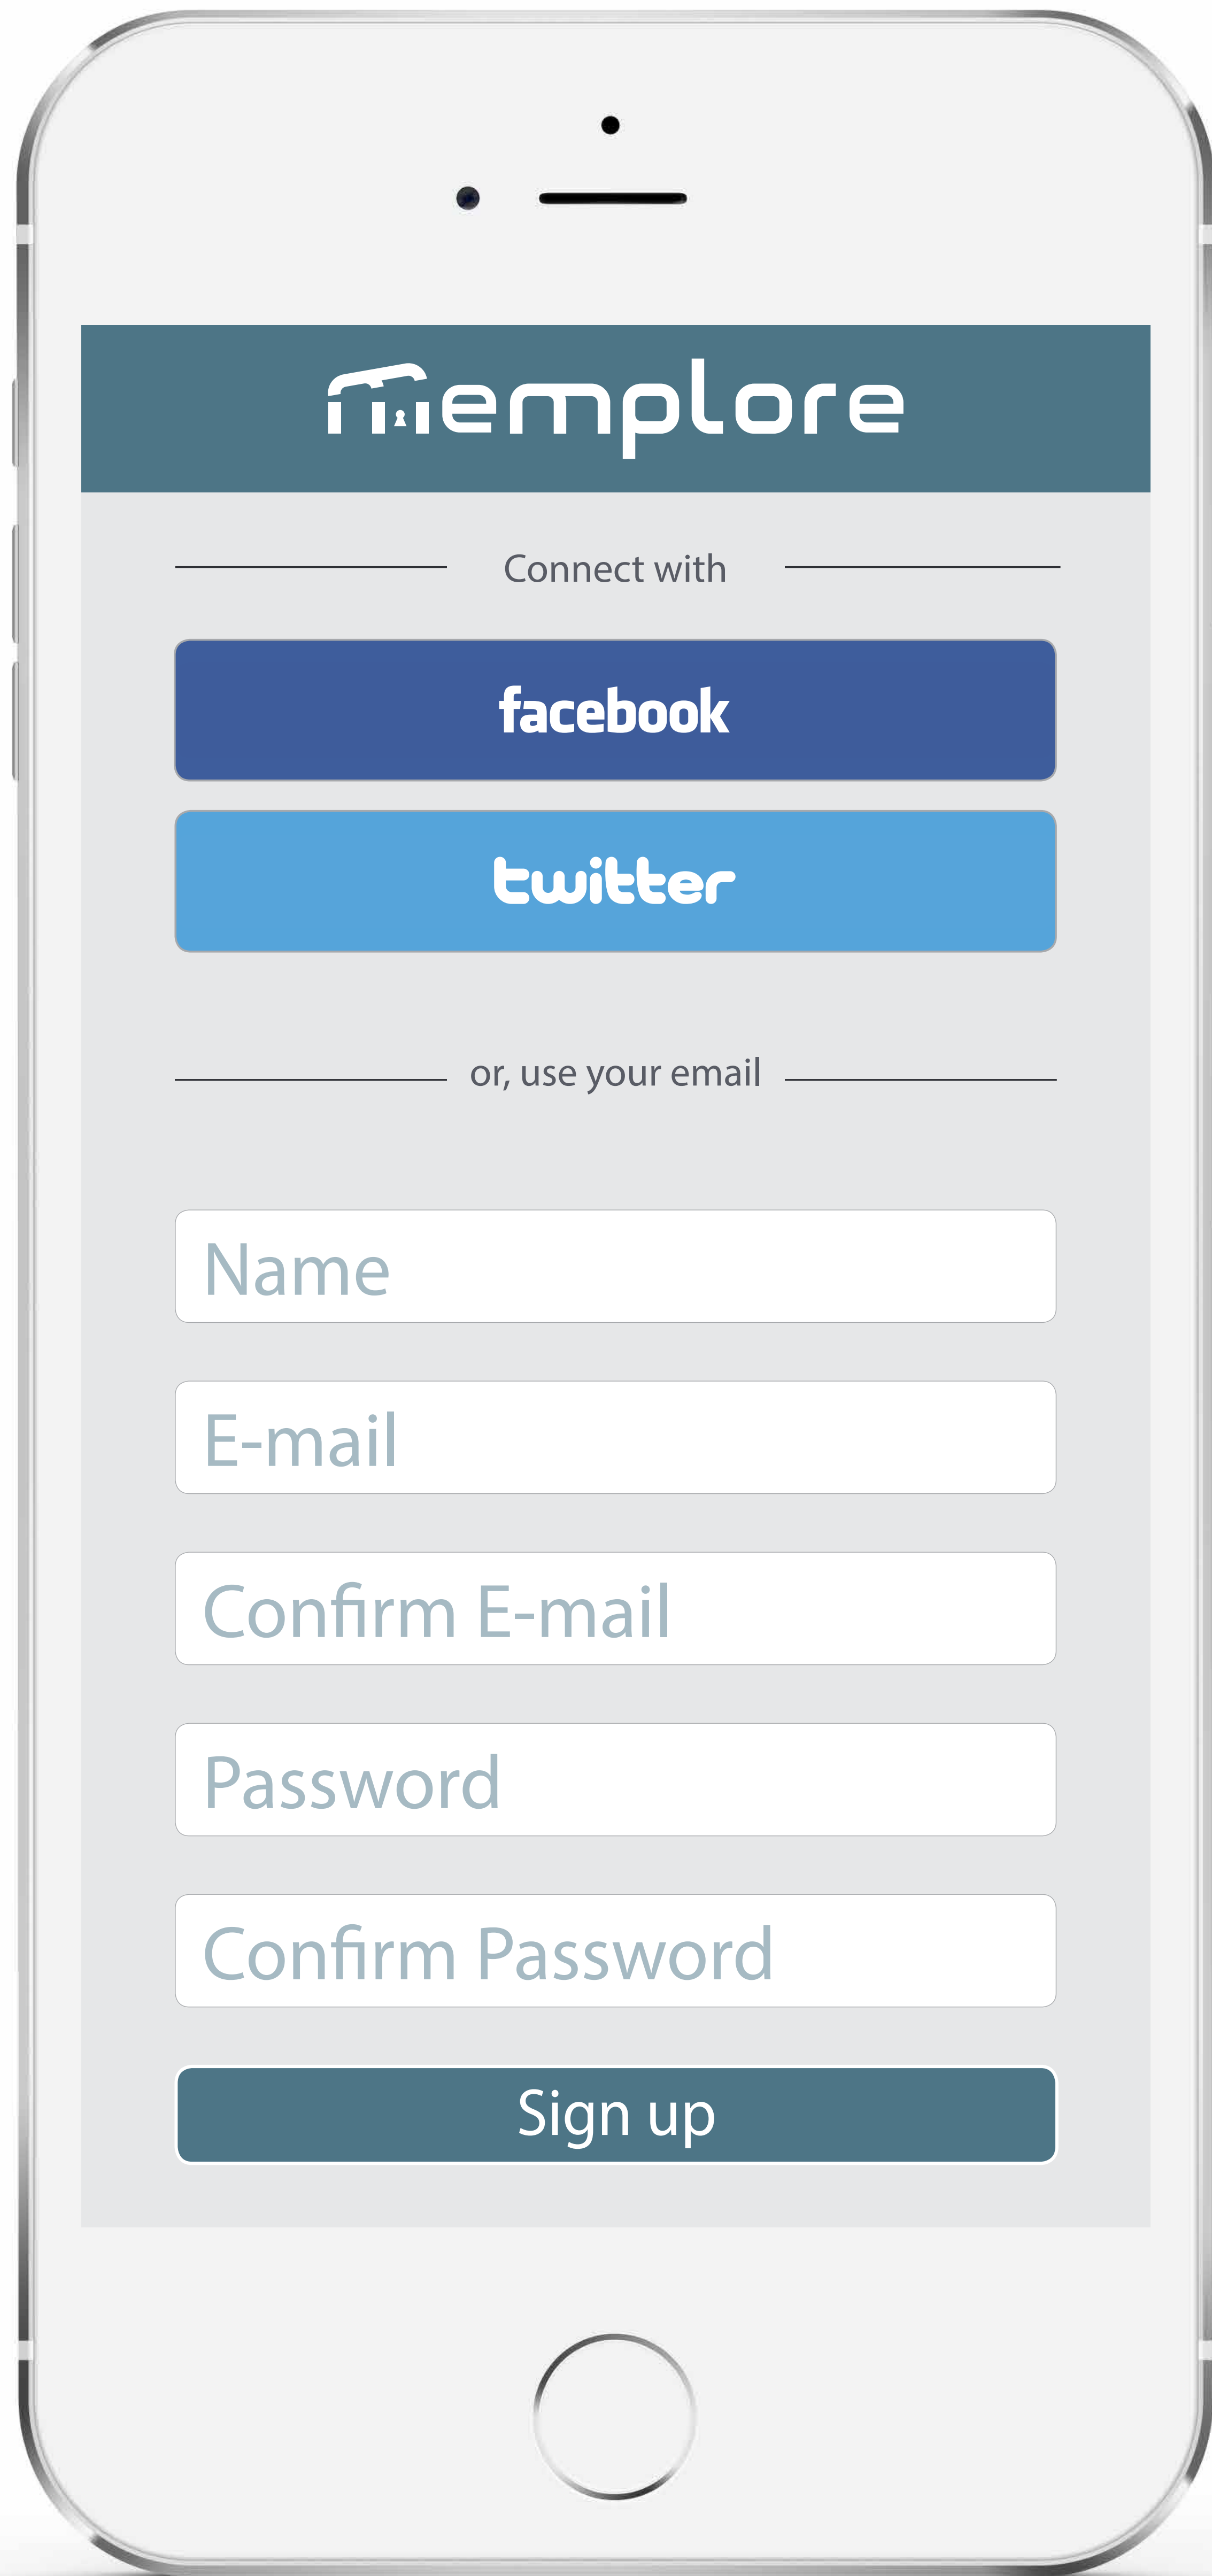 memplore
Connect with
facebook
twitter
or, use your email
Name
E-mail
Confirm E-mail
Password
Confirm Password
Sign up